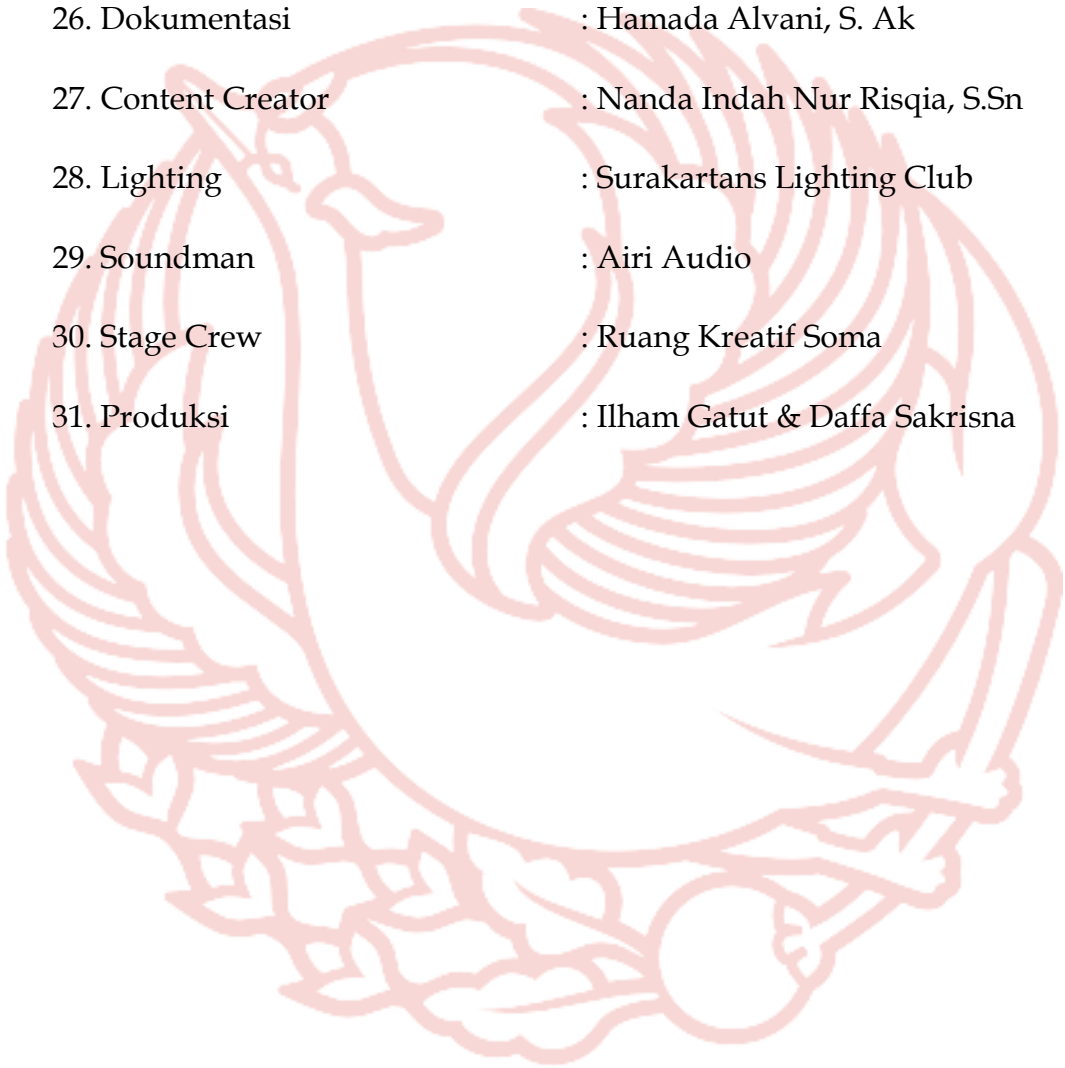 26. Dokumentasi : Hamada Alvani, S. Ak
27. Content Creator : Nanda Indah Nur Risqia, S.Sn
28. Lighting : Surakartans Lighting Club
29. Soundman : Airi Audio
30. Stage Crew : Ruang Kreatif Soma
31. Produksi : Ilham Gatut & Daffa Sakrisna